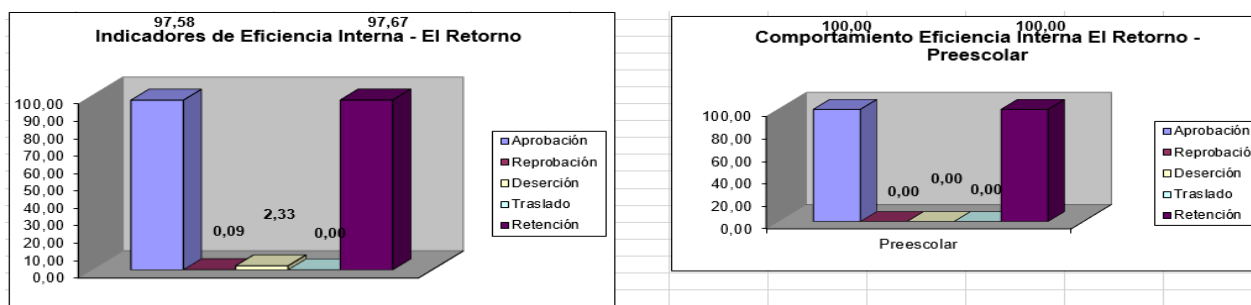 97,58
97,67
Indicadores de Eficiencia Interna - El Retorno
100,00
90,00
80,00
70,00
60,00
50,00
40,00
30,00
20,00
10,00
0,00
0,09
2,33
0,00
Aprobación
Reprobación
Deserción
Traslado
Retención
100,00
100,00
Comportamiento Eficiencia Interna El Retorno -
Preescolar
100,00
80,00
60,00
40,00
20,00
0,00
0,00
0,00
0,00
Preescolar
Aprobación
Reprobació
Deserción
Traslado
Retención